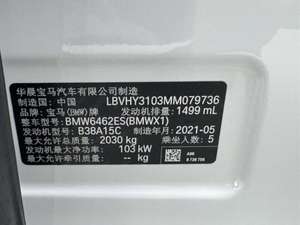 华晨宝马汽车有限公司制造
制造国：中国 LBVHY3103MM079736
品牌：宝马(BMW)牌 发动机排量：1499 mL
整车型号：BMW6462ES(BMWX1)
发动机型号：B38A15C 制造年月：2021-05
最大允许总质量：2030 kg 乘坐人数：5
发动机最大净功率：103 kW
最大允许牵引质量：-- kg